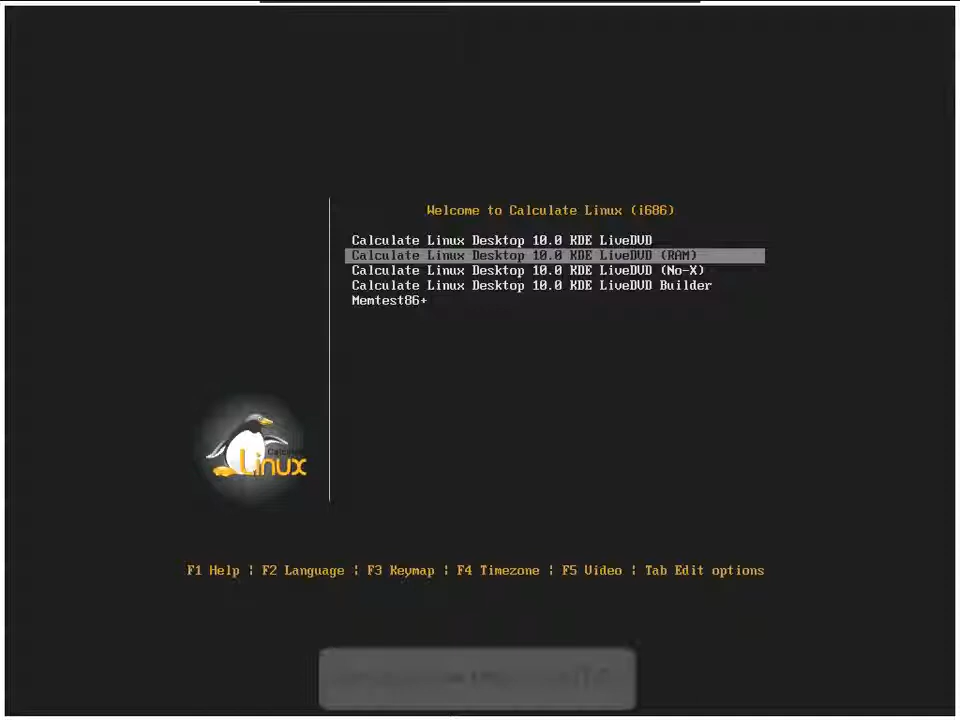 Welcome to Calculate Linux (i686)
Calculate Linux Desktop 10.0 KDE LiveDVD
Calculate Linux Desktop 10.0 KDE LiveDVD (RAM)
Calculate Linux Desktop 10.0 KDE LiveDVD (No-X)
Calculate Linux Desktop 10.0 KDE LiveDVD Builder
Memtest86+
Linux
F1 Help ¦ F2 Language ¦ F3 Keymap ¦ F4 Timezone ¦ F5 Video ¦ Tab Edit options